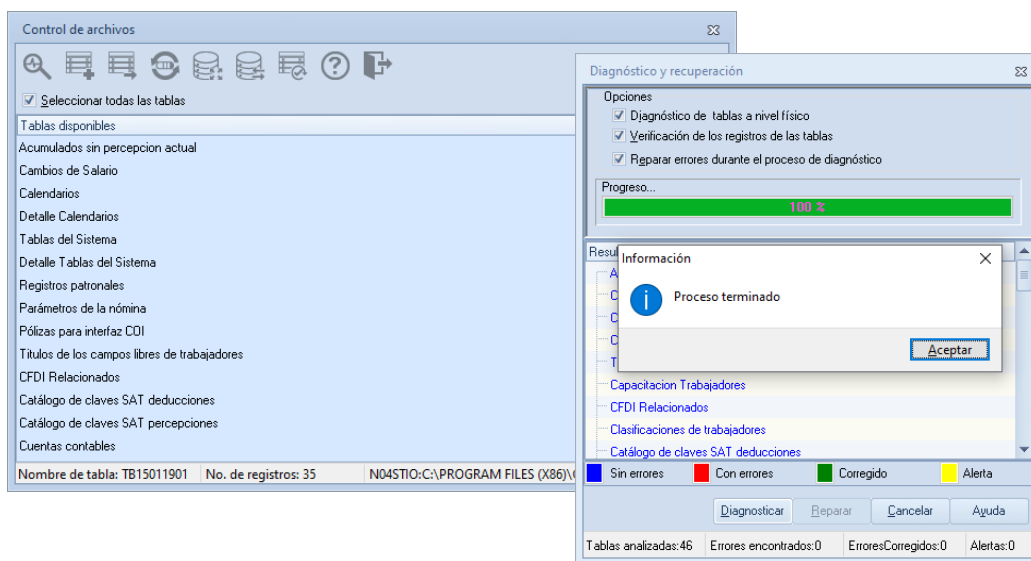 Control de archivos
Seleccionar todas las tablas
Tablas disponibles
Acumulados sin percepcion actual
Cambios de Salario
Calendarios
Detalle Calendarios
Tablas del Sistema
Detalle Tablas del Sistema
Registros patronales
Parámetros de la nómina
Pólizas para interfaz COI
Títulos de los campos libres de trabajadores
CFDI Relacionados
Catálogo de claves SAT deducciones
Catálogo de claves SAT percepciones
Cuentas contables
Nombre de tabla: TB15011901 No. de registros: 35 N04STIO:C:\PROGRAM FILES (X86)\
Diagnóstico y recuperación
Opciones
Diagnóstico de tablas a nivel físico
Verificación de los registros de las tablas
Reparar errores durante el proceso de diagnóstico
Progreso...
100 %
Resu
A
C
C
C
T
Información
Proceso terminado
Aceptar
Capacitacion Trabajadores
CFDI Relacionados
Clasificaciones de trabajadores
Catálogo de claves SAT deducciones
Sin errores Con errores Corregido Alerta
Diagnosticar Reparar Cancelar Ayuda
Tablas analizadas:46 Errores encontrados:0 ErroresCorregidos:0 Alertas:0